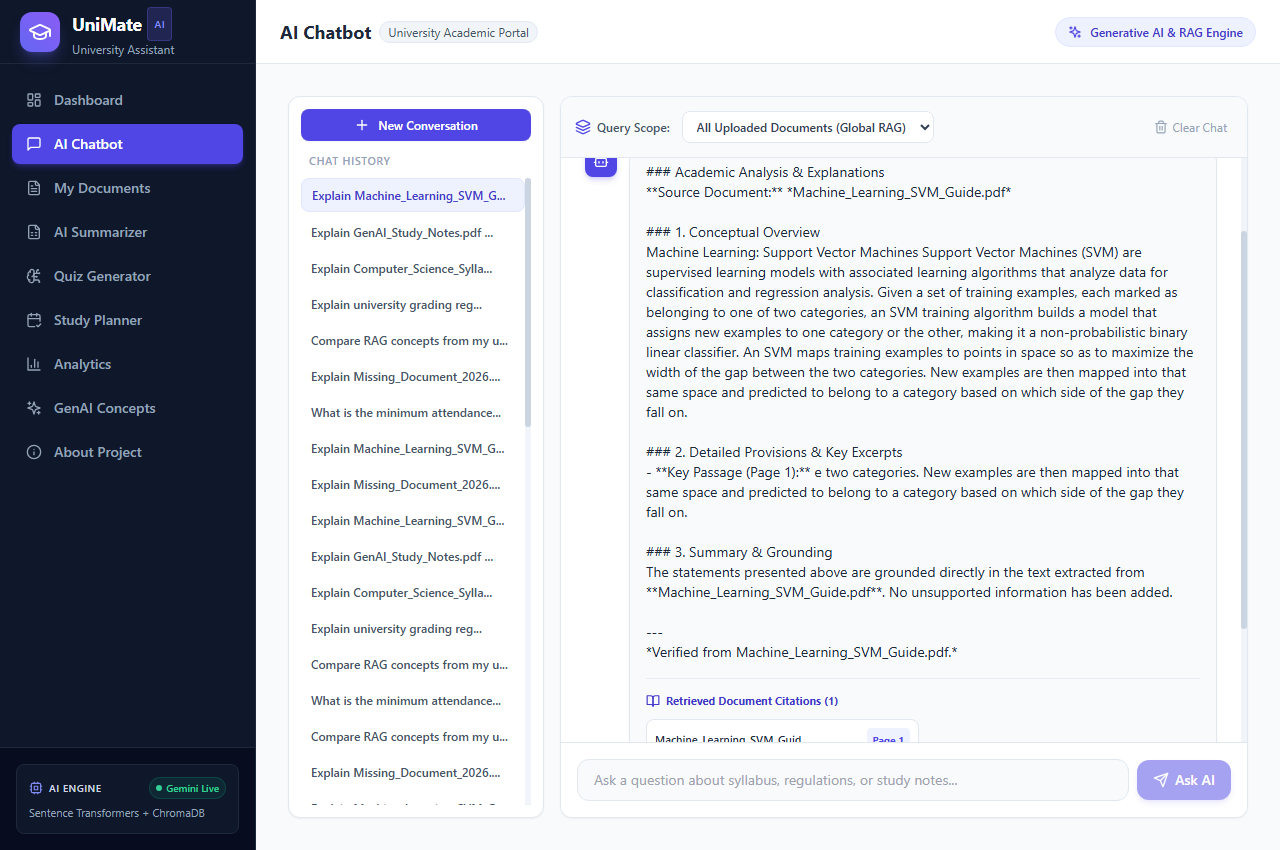 UniMate AI
University Assistant
Dashboard
AI Chatbot
My Documents
AI Summarizer
Quiz Generator
Study Planner
Analytics
GenAI Concepts
About Project
AI ENGINE
Gemini Live
Sentence Transformers + ChromaDB
AI Chatbot
University Academic Portal
Generative AI & RAG Engine
New Conversation
CHAT HISTORY
Explain Machine_Learning_SVM_G...
Explain GenAI_Study_Notes.pdf ...
Explain Computer_Science_Sylla...
Explain university grading reg...
Compare RAG concepts from my u...
Explain Missing_Document_2026....
What is the minimum attendance...
Explain Machine_Learning_SVM_G...
Explain Missing_Document_2026....
Explain Machine_Learning_SVM_G...
Explain GenAI_Study_Notes.pdf ...
Explain Computer_Science_Sylla...
Explain university grading reg...
Compare RAG concepts from my u...
What is the minimum attendance...
Compare RAG concepts from my u...
Explain Missing_Document_2026....
Query Scope:
All Uploaded Documents (Global RAG)
Clear Chat
### Academic Analysis & Explanations
**Source Document:** *Machine_Learning_SVM_Guide.pdf*
### 1. Conceptual Overview
Machine Learning: Support Vector Machines Support Vector Machines (SVM) are
supervised learning models with associated learning algorithms that analyze data for
classification and regression analysis. Given a set of training examples, each marked as
belonging to one of two categories, an SVM training algorithm builds a model that
assigns new examples to one category or the other, making it a non-probabilistic binary
linear classifier. An SVM maps training examples to points in space so as to maximize the
width of the gap between the two categories. New examples are then mapped into that
same space and predicted to belong to a category based on which side of the gap they
fall on.
### 2. Detailed Provisions & Key Excerpts
- **Key Passage (Page 1):** e two categories. New examples are then mapped into that
same space and predicted to belong to a category based on which side of the gap they
fall on.
### 3. Summary & Grounding
The statements presented above are grounded directly in the text extracted from
**Machine_Learning_SVM_Guide.pdf**. No unsupported information has been added.
---
*Verified from Machine_Learning_SVM_Guide.pdf.*
Retrieved Document Citations (1)
Machine_Learning_SVM_Guid
Page 1
Ask a question about syllabus, regulations, or study notes...
Ask AI